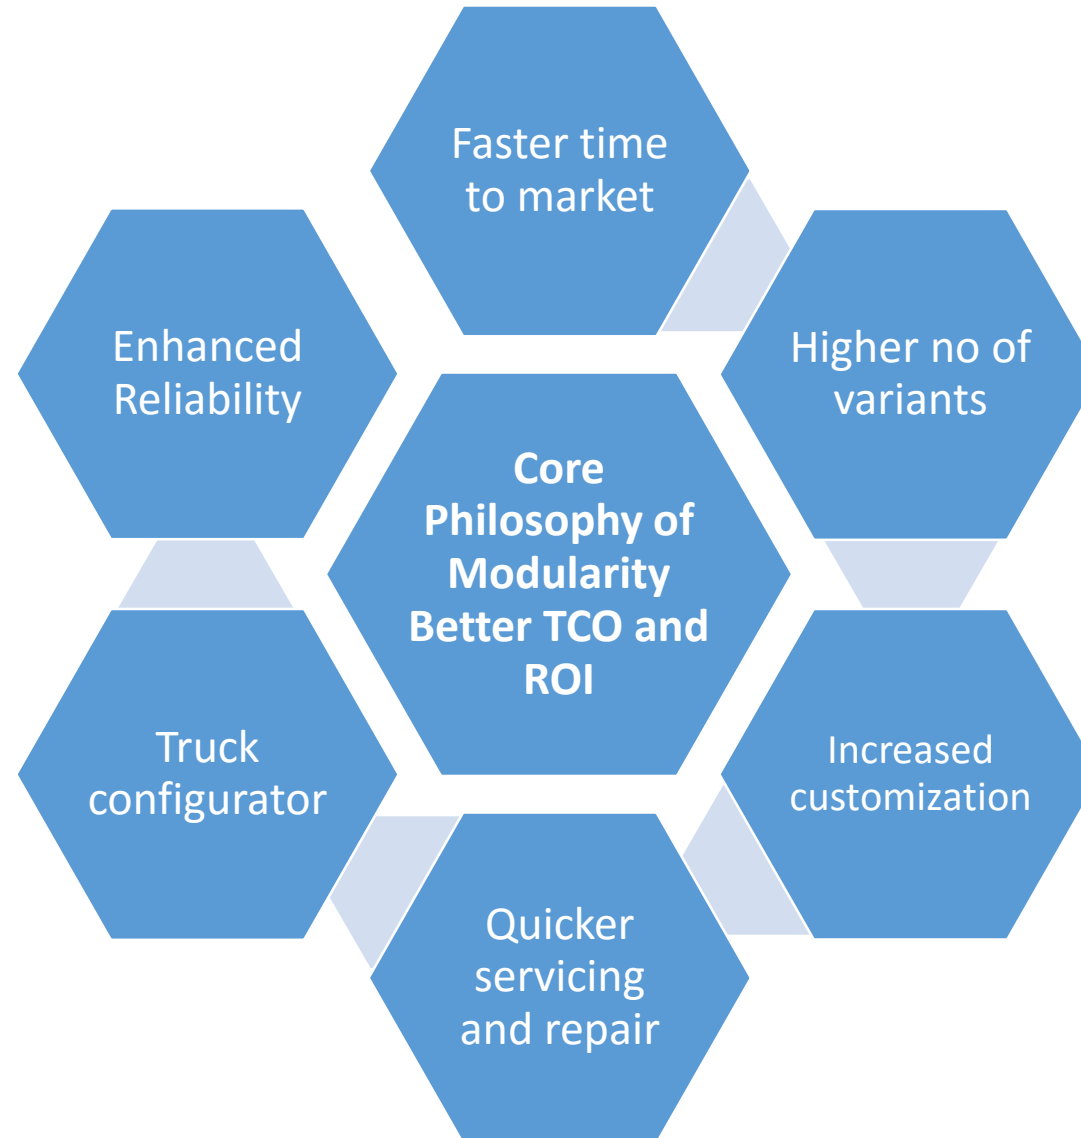 Faster time
to market
Higher no of
variants
Increased
customization
Quicker
servicing
and repair
Truck
configurator
Enhanced
Reliability
Core
Philosophy of
Modularity
Better TCO and
ROI